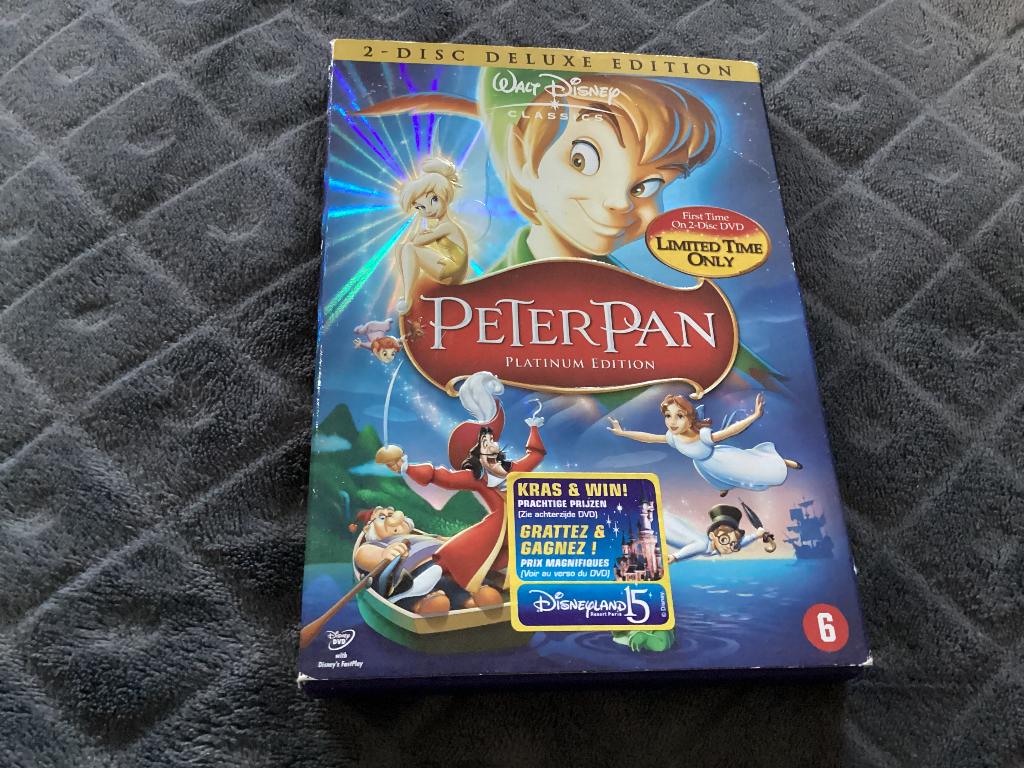 2-DISC DELUXE EDITION
WALT DISNEY
CLASSICS
First Time
On 2-Disc DVD
LIMITED TIME
ONLY
PETER PAN
PLATINUM EDITION
KRAS & WIN!
PRACHTIGE PRIJZEN
(Zie achterzijde DVD)
GRATTEZ &
GAGNEZ !
PRIX MAGNIFIQUES
(Voir au verso du DVD)
DISNEYLAND 15
Resort Paris
© Disney
6
Disney
DVD
with
Disney's FastPlay